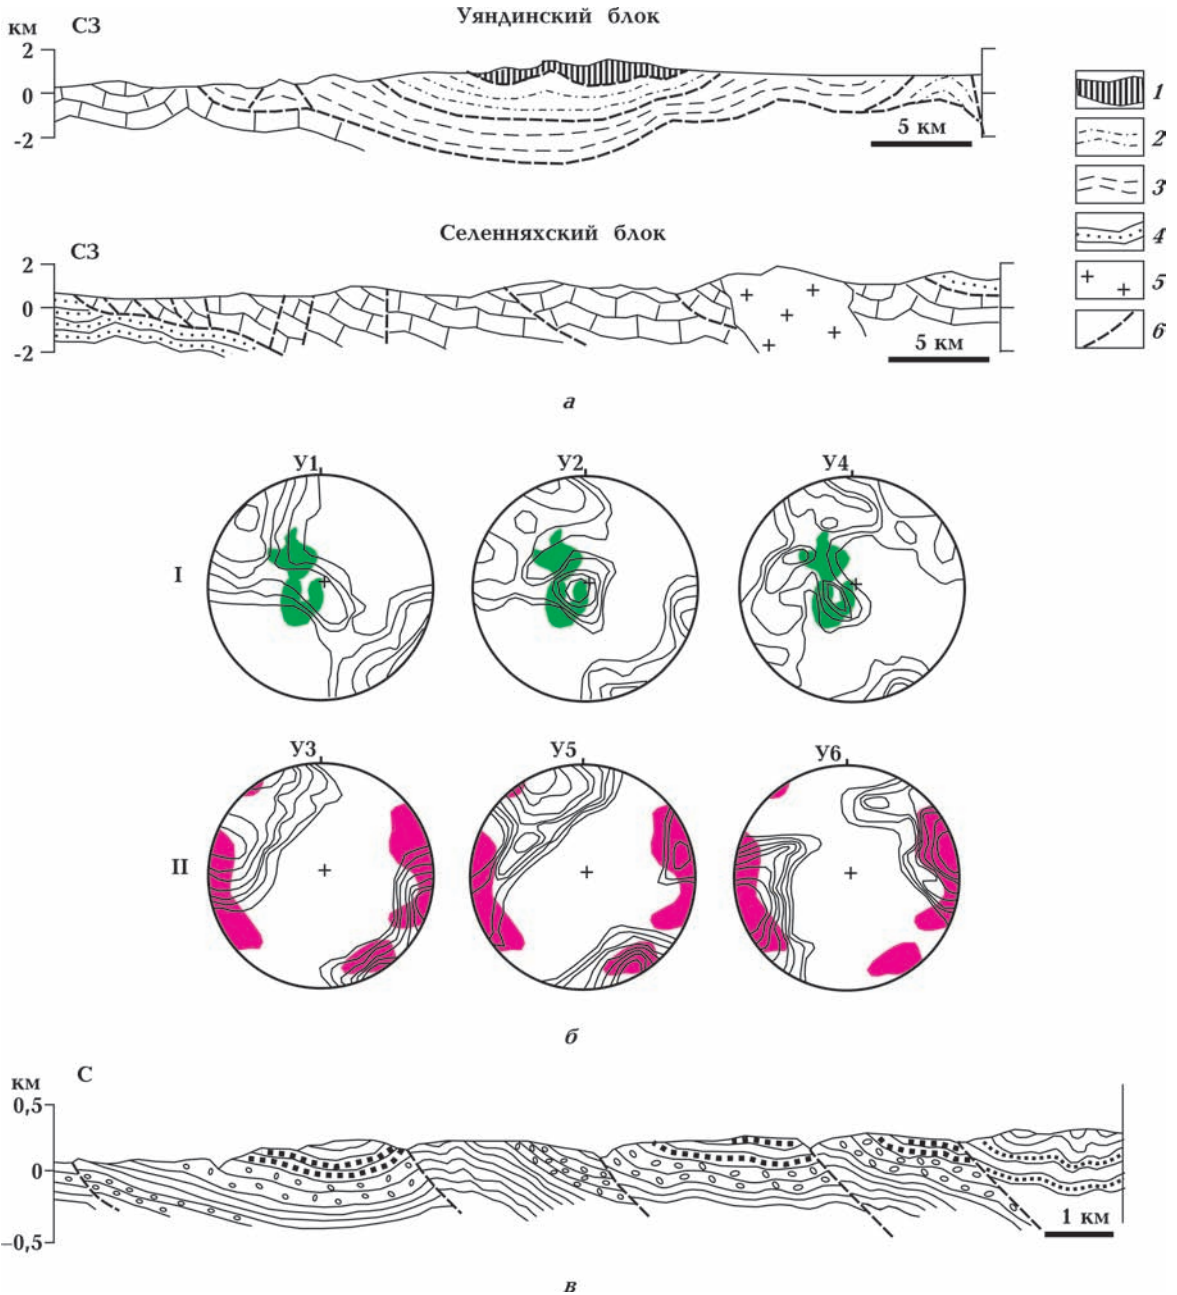 Уяндинский блок
км
СЗ
2
0
-2
5 км
Селенняхский блок
СЗ
2
0
-2
5 км
1
2
3
4
5
6
а
У1
У2
У4
I
У3
У5
У6
II
б
км
С
0,5
0
–0,5
1 км
в